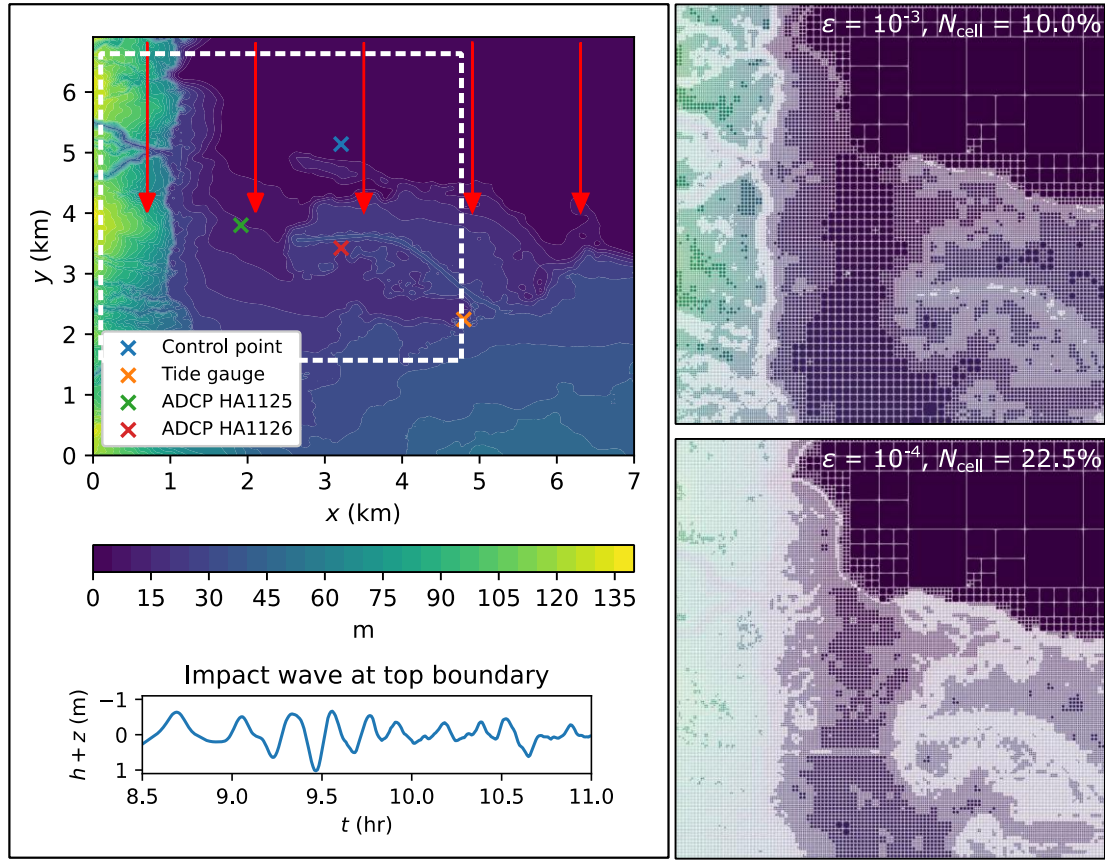 6
5
4
3
2
1
0
y (km)
Control point
Tide gauge
ADCP HA1125
ADCP HA1126
0 1 2 3 4 5 6 7
x (km)
0 15 30 45 60 75 90 105 120 135
m
Impact wave at top boundary
−1
0
1
h + z (m)
8.5 9.0 9.5 10.0 10.5 11.0
t (hr)
ε = 10⁻³, N_cell = 10.0%
ε = 10⁻⁴, N_cell = 22.5%